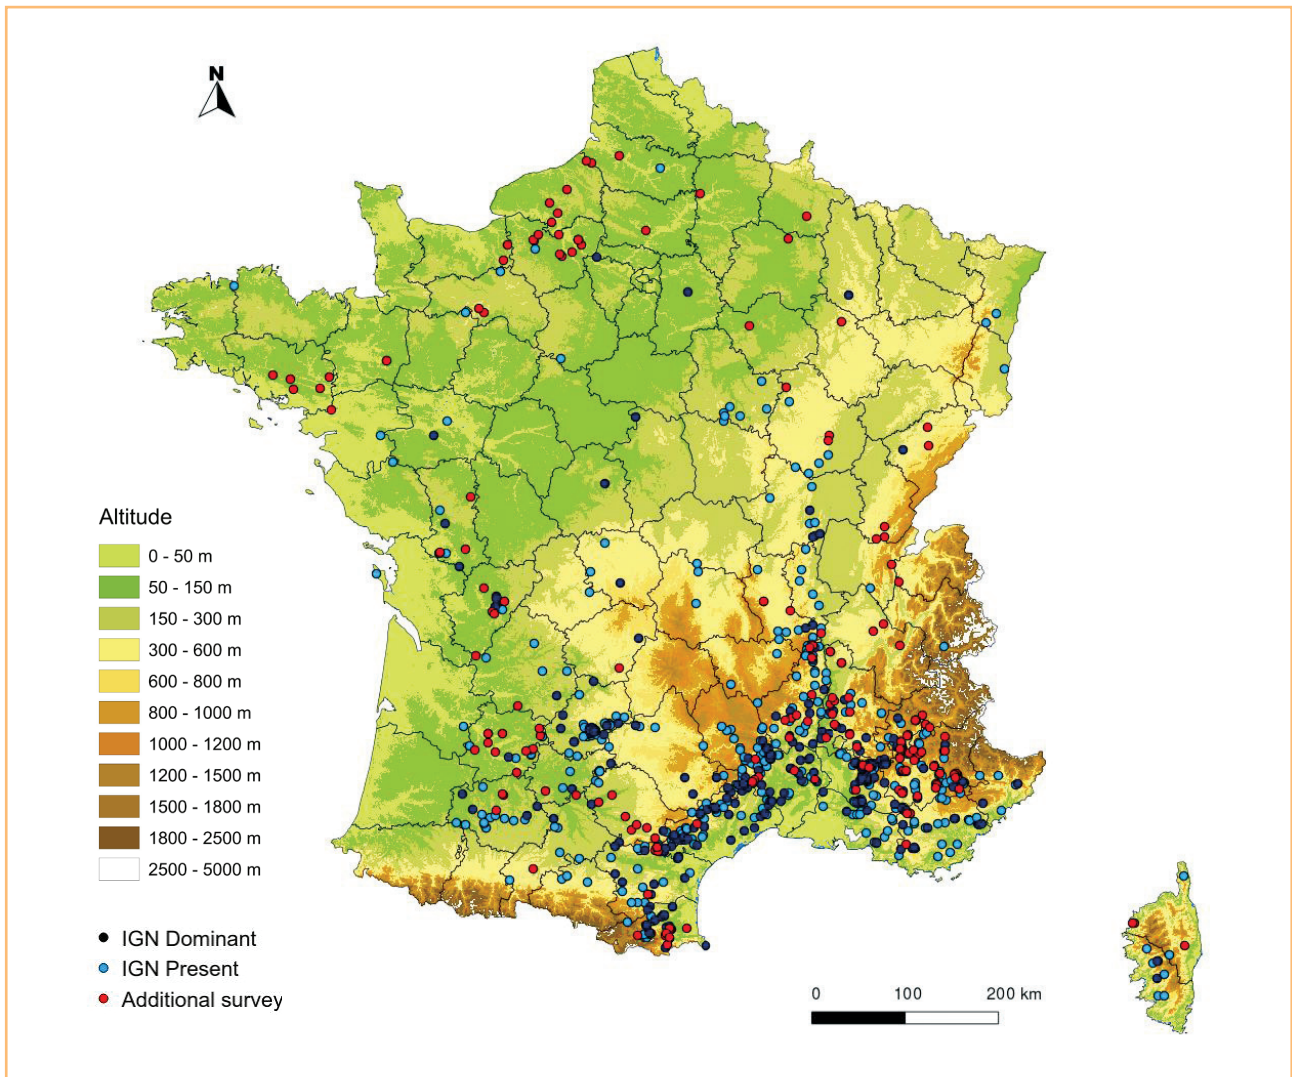 N
Altitude
0 - 50 m
50 - 150 m
150 - 300 m
300 - 600 m
600 - 800 m
800 - 1000 m
1000 - 1200 m
1200 - 1500 m
1500 - 1800 m
1800 - 2500 m
2500 - 5000 m
IGN Dominant
IGN Present
Additional survey
0 100 200 km